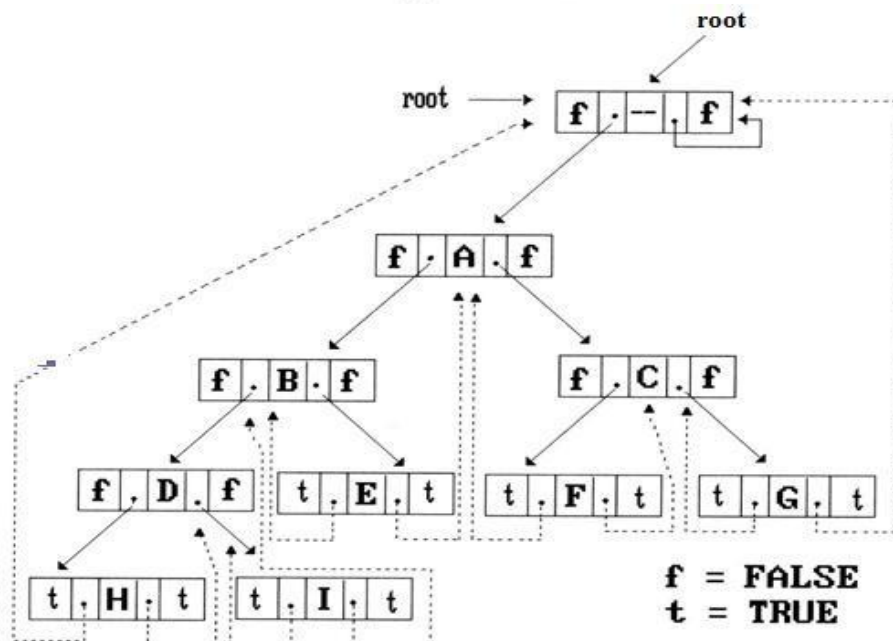 root
root
f . -- . f
f . A . f
f . B . f
f . C . f
f . D . f
t . E . t
t . F . t
t . G . t
t . H . t
t . I . t
f = FALSE
t = TRUE